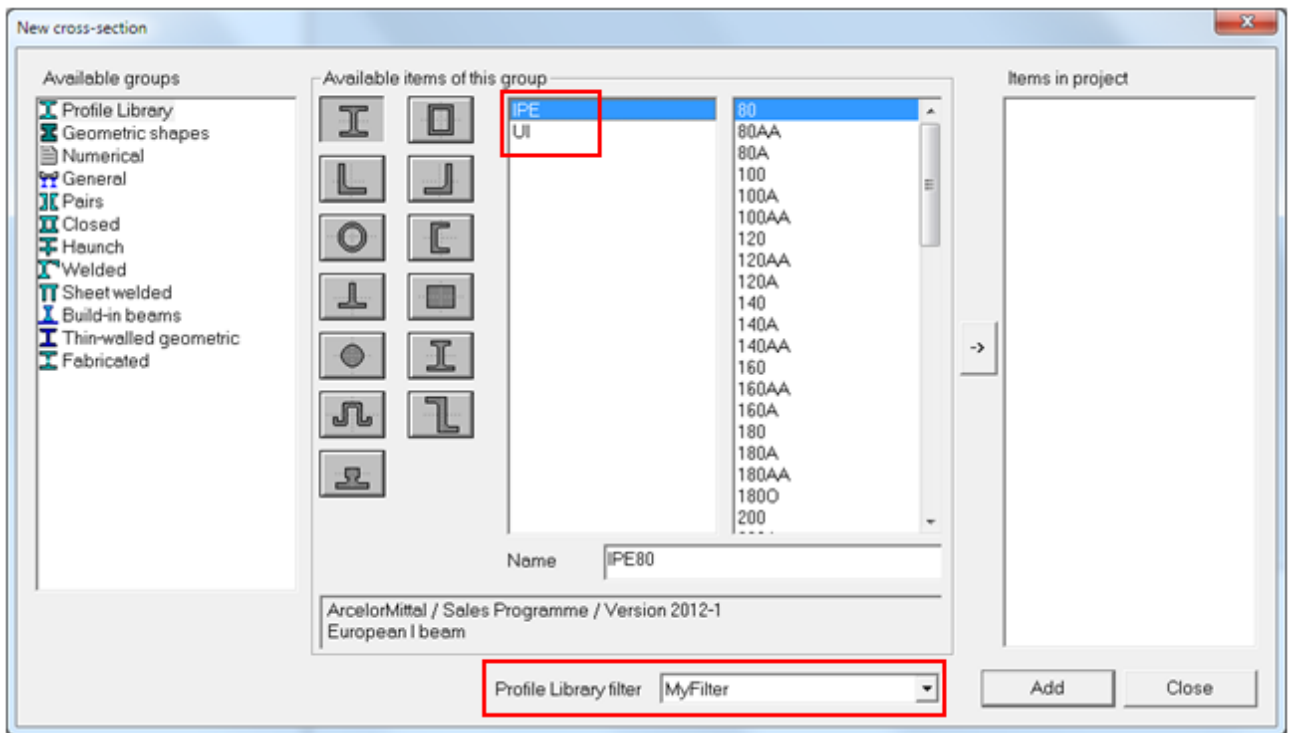 New cross-section
Available groups
Profile Library
Geometric shapes
Numerical
General
Pairs
Closed
Haunch
Welded
Sheet welded
Build-in beams
Thin-walled geometric
Fabricated
Available items of this group
IPE
UI
80
80AA
80A
100
100A
100AA
120
120AA
120A
140
140A
140AA
160
160AA
160A
180
180A
180AA
180O
200
Name
IPE80
ArcelorMittal / Sales Programme / Version 2012-1
European I beam
Profile Library filter
MyFilter
Items in project
->
Add
Close